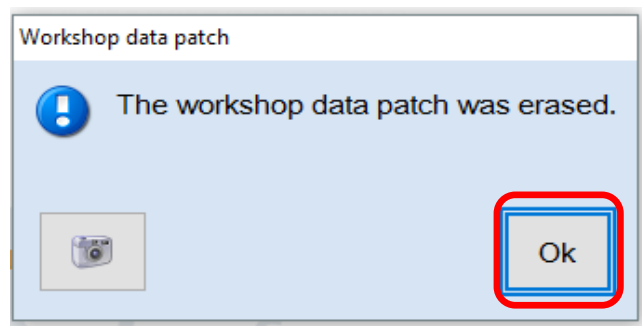 Workshop data patch
The workshop data patch was erased.
Ok